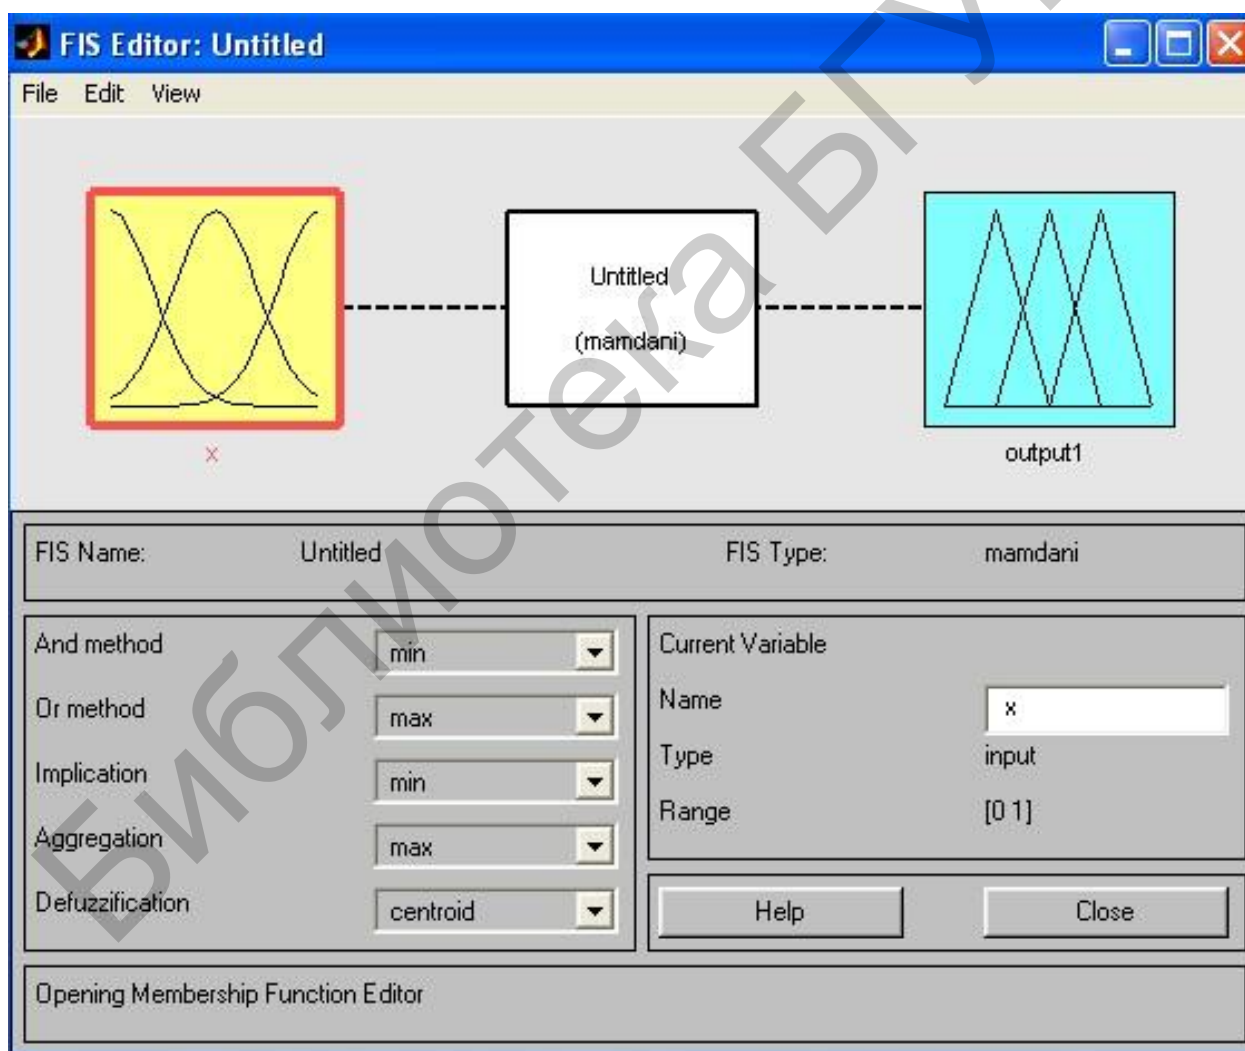 FIS Editor: Untitled
File Edit View
Untitled
(mamdani)
x
output1
FIS Name: Untitled FIS Type: mamdani
And method min
Or method max
Implication min
Aggregation max
Defuzzification centroid
Current Variable
Name x
Type input
Range [0 1]
Help Close
Opening Membership Function Editor
Библиотека БГУ